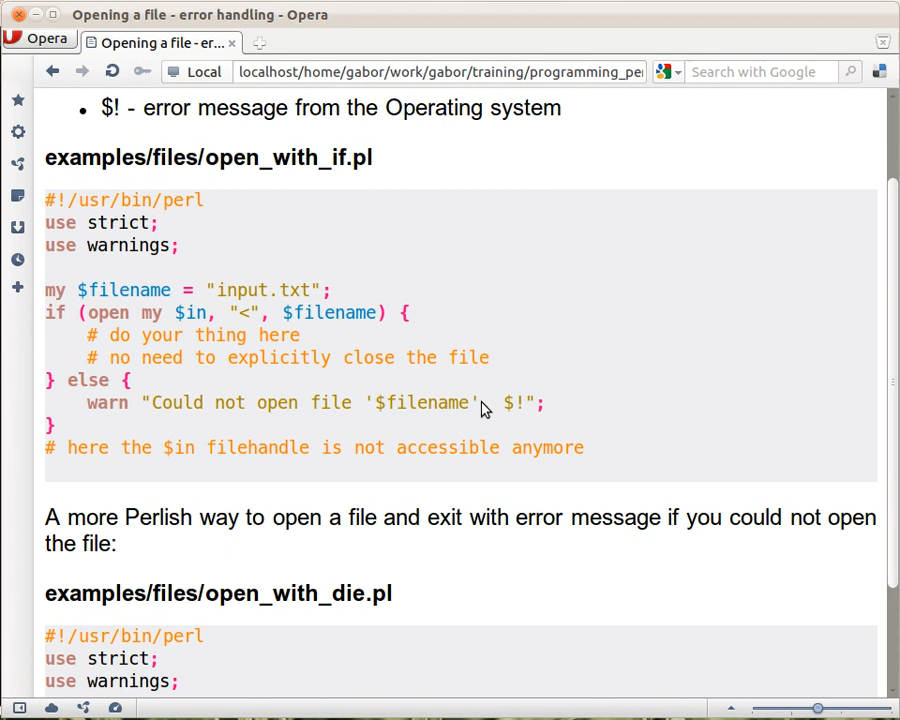 Opening a file - error handling - Opera
Opera
Opening a file - er...
Local
localhost/home/gabor/work/gabor/training/programming_per
Search with Google
• $! - error message from the Operating system
examples/files/open_with_if.pl
#!/usr/bin/perl
use strict;
use warnings;
my $filename = "input.txt";
if (open my $in, "<", $filename) {
# do your thing here
# no need to explicitly close the file
} else {
warn "Could not open file '$filename' $!";
}
# here the $in filehandle is not accessible anymore
A more Perlish way to open a file and exit with error message if you could not open
the file:
examples/files/open_with_die.pl
#!/usr/bin/perl
use strict;
use warnings;